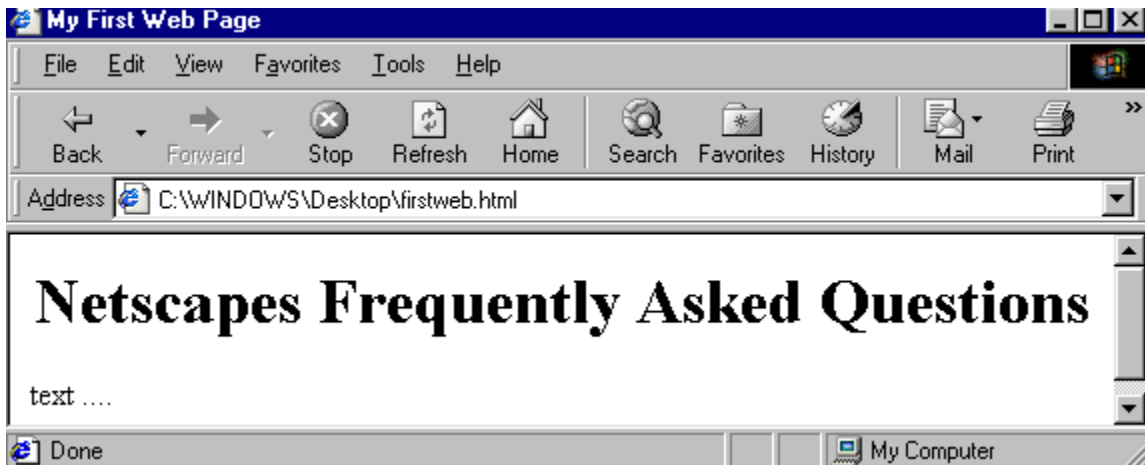 My First Web Page
File Edit View Favorites Tools Help
Back Forward Stop Refresh Home Search Favorites History Mail Print
Address C:\WINDOWS\Desktop\firstweb.html
Netscapes Frequently Asked Questions
text ....
Done My Computer